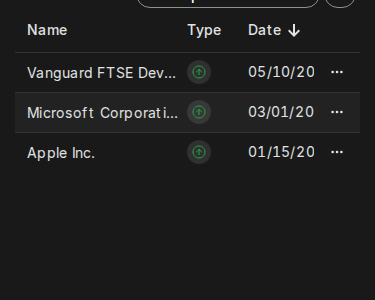 Name Type Date
Vanguard FTSE Dev... 05/10/20
Microsoft Corporati... 03/01/20
Apple Inc. 01/15/20